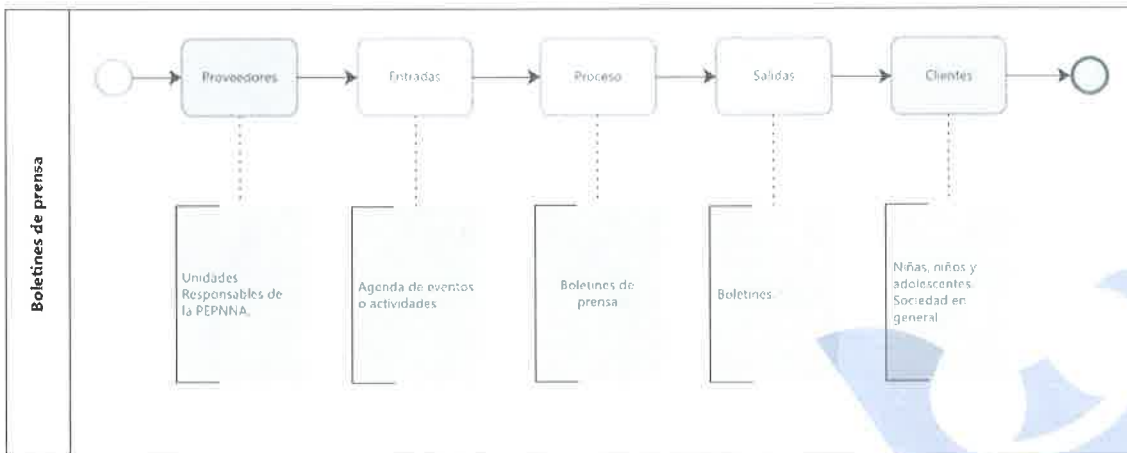 Boletines de prensa
Proveedores
Entradas
Proceso
Salidas
Clientes
Unidades
Responsables de
la PEPNNA.
Agenda de eventos
o actividades
Boletines de
prensa
Boletines.
Niñas, niños y
adolescentes.
Sociedad en
general